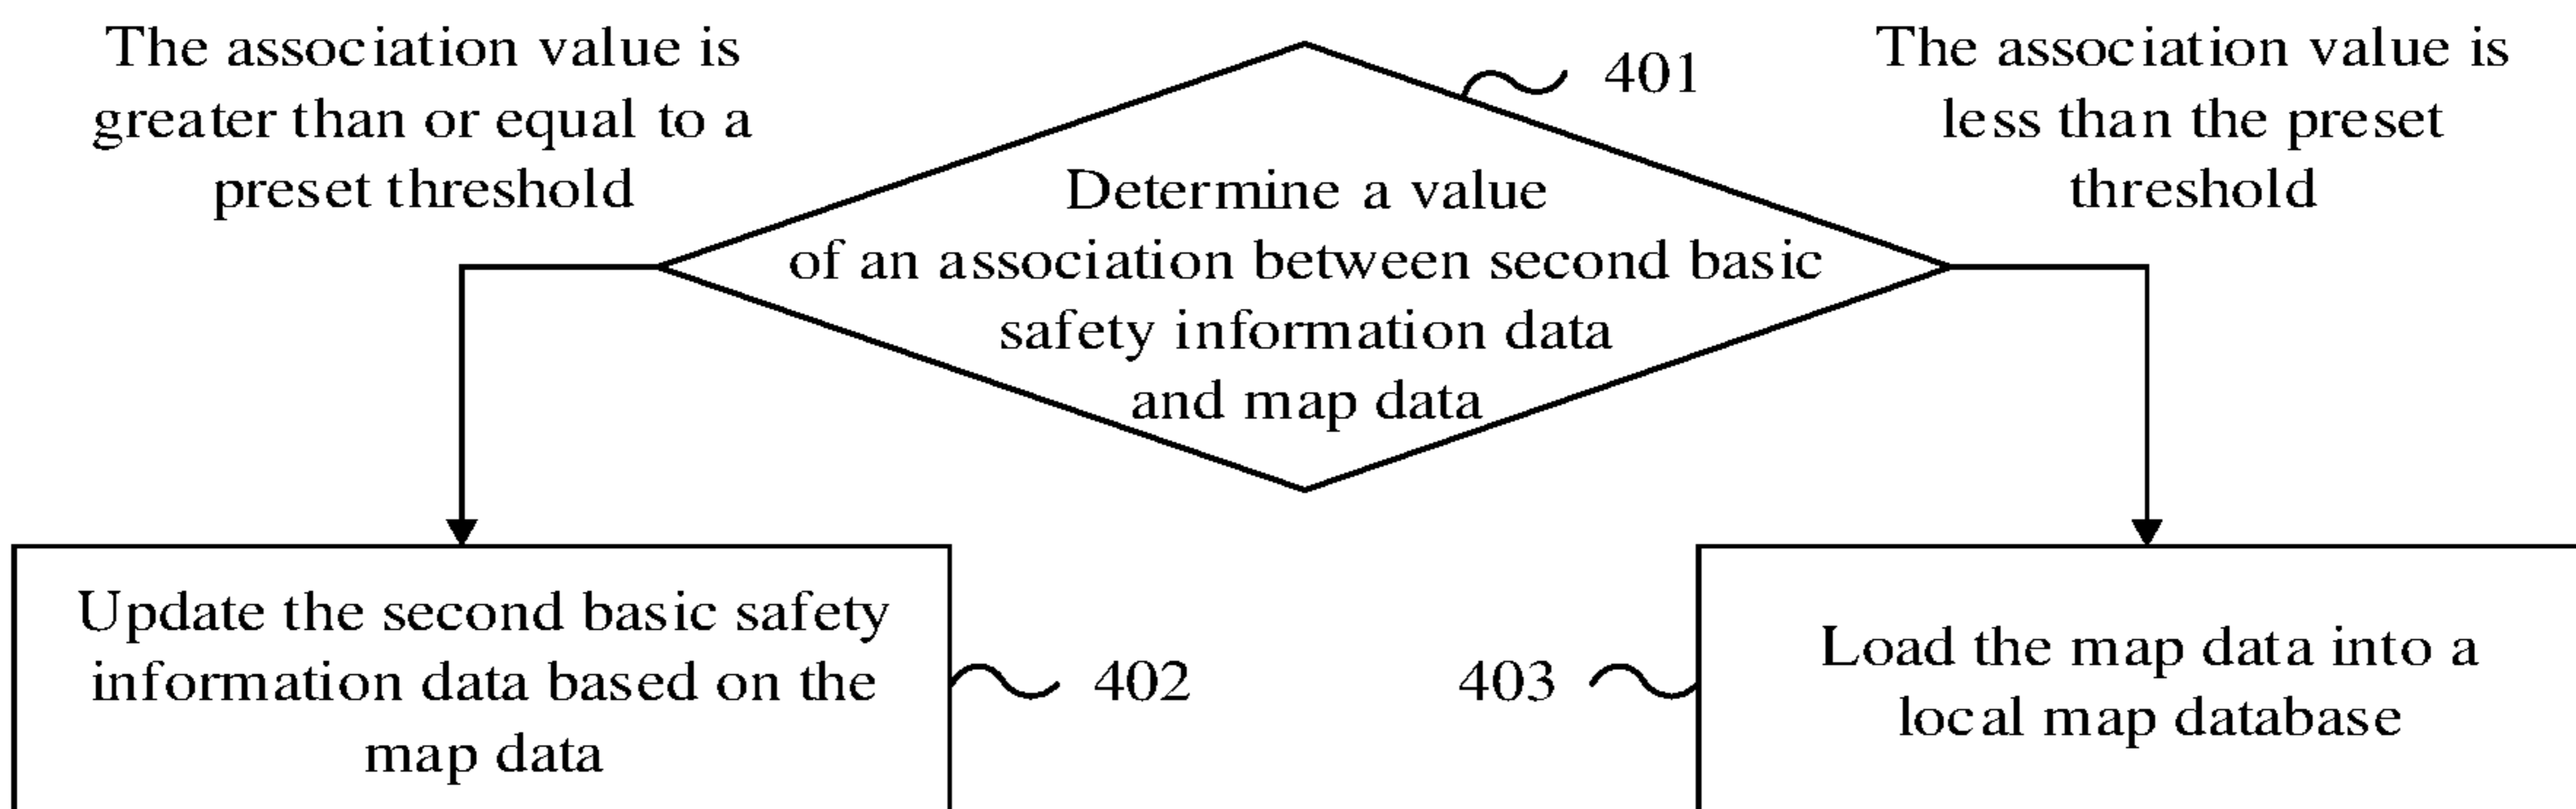 The association value is
greater than or equal to a
preset threshold
401
The association value is
less than the preset
threshold
Determine a value
of an association between second basic
safety information data
and map data
Update the second basic safety
information data based on the
map data
402
403
Load the map data into a
local map database